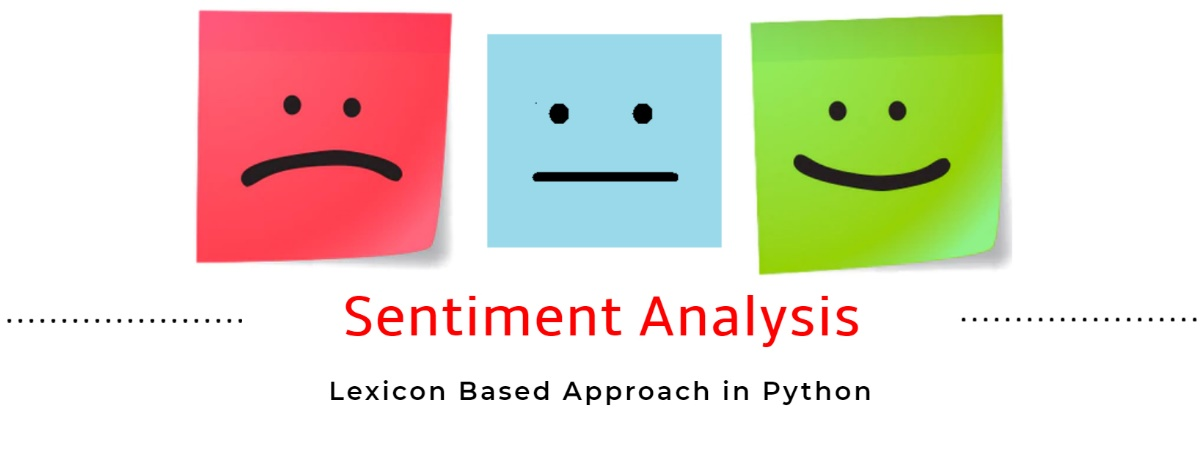 Sentiment Analysis
Lexicon Based Approach in Python